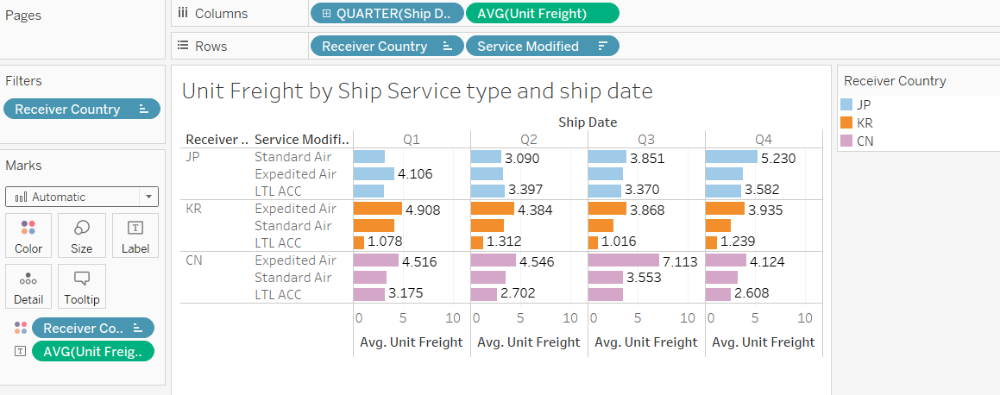 Pages
Columns
QUARTER(Ship D..
AVG(Unit Freight)
Rows
Receiver Country
Service Modified
Filters
Receiver Country
Marks
Automatic
Color Size Label
Detail Tooltip
Receiver Co..
AVG(Unit Freig..
Unit Freight by Ship Service type and ship date
Ship Date
Receiver .. Service Modifi.. Q1 Q2 Q3 Q4
JP Standard Air 3.090 3.851 5.230
Expedited Air 4.106
LTL ACC 3.397 3.370 3.582
KR Expedited Air 4.908 4.384 3.868 3.935
Standard Air
LTL ACC 1.078 1.312 1.016 1.239
CN Expedited Air 4.516 4.546 7.113 4.124
Standard Air 3.553
LTL ACC 3.175 2.702 2.608
0 5 10 0 5 10 0 5 10 0 5 10
Avg. Unit Freight Avg. Unit Freight Avg. Unit Freight Avg. Unit Freight
Receiver Country
JP
KR
CN